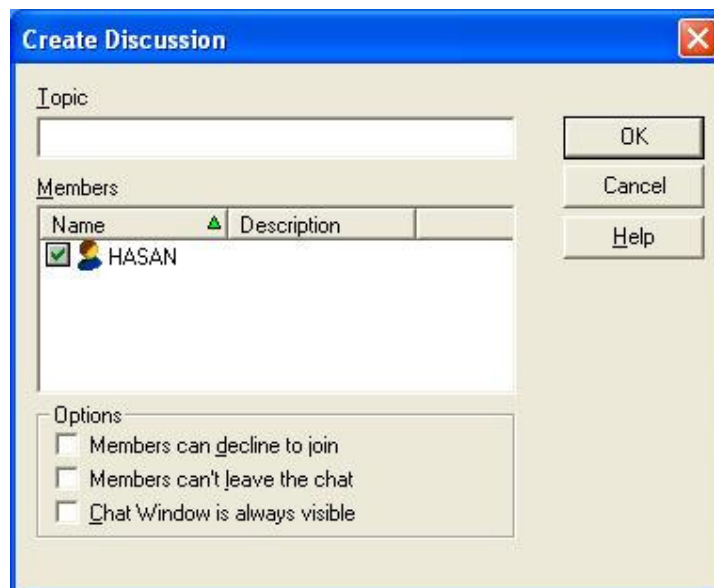 Create Discussion
Topic
OK
Members
Cancel
Name Description
Help
HASAN
Options
Members can decline to join
Members can't leave the chat
Chat Window is always visible